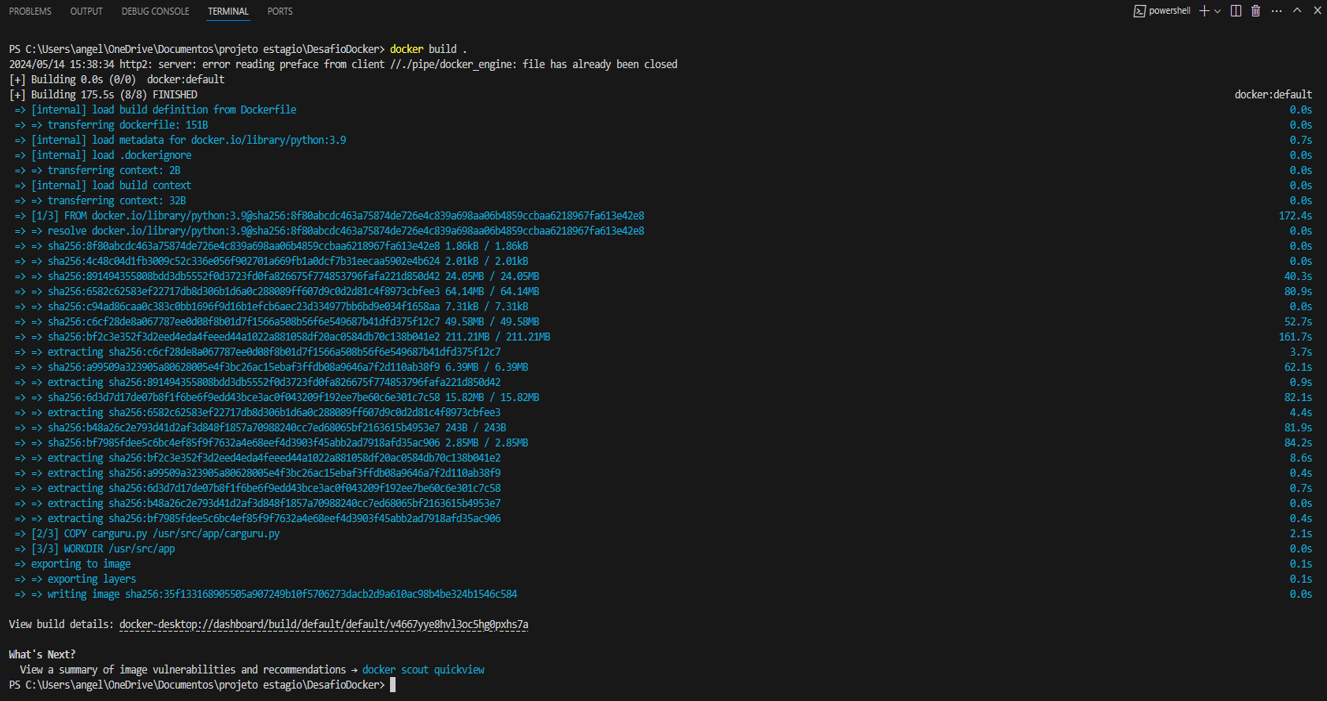 PROBLEMS OUTPUT DEBUG CONSOLE TERMINAL PORTS powershell
PS C:\Users\angel\OneDrive\Documentos\projeto estagio\DesafioDocker> docker build .
2024/05/14 15:38:34 http2: server: error reading preface from client //./pipe/docker_engine: file has already been closed
[+] Building 0.0s (0/0) docker:default
[+] Building 175.5s (8/8) FINISHED docker:default
=> [internal] load build definition from Dockerfile 0.0s
=> => transferring dockerfile: 151B 0.0s
=> [internal] load metadata for docker.io/library/python:3.9 0.7s
=> [internal] load .dockerignore 0.0s
=> => transferring context: 2B 0.0s
=> [internal] load build context 0.0s
=> => transferring context: 32B 0.0s
=> [1/3] FROM docker.io/library/python:3.9@sha256:8f80abcdc463a75874de726e4c839a698aa06b4859ccbaa6218967fa613e42e8 172.4s
=> => resolve docker.io/library/python:3.9@sha256:8f80abcdc463a75874de726e4c839a698aa06b4859ccbaa6218967fa613e42e8 0.0s
=> => sha256:8f80abcdc463a75874de726e4c839a698aa06b4859ccbaa6218967fa613e42e8 1.86kB / 1.86kB 0.0s
=> => sha256:4c48c04d1fb3009c52c336e056f902701a669fb1a0dcf7b31eecaa5902e4b624 2.01kB / 2.01kB 0.0s
=> => sha256:891494355808bdd3db5552f0d3723fd0fa826675f774853796fafa221d850d42 24.05MB / 24.05MB 40.3s
=> => sha256:6582c62583ef22717db8d306b1d6a0c288089ff607d9c0d2d81c4f8973cbfee3 64.14MB / 64.14MB 80.9s
=> => sha256:c94ad86caa0c383c0bb1696f9d16b1efcb6aec23d334977bb6bd9e034f1658aa 7.31kB / 7.31kB 0.0s
=> => sha256:c6cf28de8a067787ee0d08f8b01d7f1566a508b56f6e549687b41dfd375f12c7 49.58MB / 49.58MB 52.7s
=> => sha256:bf2c3e352f3d2eed4eda4feeed44a1022a881058df20ac0584db70c138b041e2 211.21MB / 211.21MB 161.7s
=> => extracting sha256:c6cf28de8a067787ee0d08f8b01d7f1566a508b56f6e549687b41dfd375f12c7 3.7s
=> => sha256:a99509a323905a80628005e4f3bc26ac15ebaf3ffdb08a9646a7f2d110ab38f9 6.39MB / 6.39MB 62.1s
=> => extracting sha256:891494355808bdd3db5552f0d3723fd0fa826675f774853796fafa221d850d42 0.9s
=> => sha256:6d3d7d17de07b8f1f6be6f9edd43bce3ac0f043209f192ee7be60c6e301c7c58 15.82MB / 15.82MB 82.1s
=> => extracting sha256:6582c62583ef22717db8d306b1d6a0c288089ff607d9c0d2d81c4f8973cbfee3 4.4s
=> => sha256:b48a26c2e793d41d2af3d848f1857a70988240cc7ed68065bf2163615b4953e7 243B / 243B 81.9s
=> => sha256:bf7985fdee5c6bc4ef85f9f7632a4e68eef4d3903f45abb2ad7918afd35ac906 2.85MB / 2.85MB 84.2s
=> => extracting sha256:bf2c3e352f3d2eed4eda4feeed44a1022a881058df20ac0584db70c138b041e2 8.6s
=> => extracting sha256:a99509a323905a80628005e4f3bc26ac15ebaf3ffdb08a9646a7f2d110ab38f9 0.4s
=> => extracting sha256:6d3d7d17de07b8f1f6be6f9edd43bce3ac0f043209f192ee7be60c6e301c7c58 0.7s
=> => extracting sha256:b48a26c2e793d41d2af3d848f1857a70988240cc7ed68065bf2163615b4953e7 0.0s
=> => extracting sha256:bf7985fdee5c6bc4ef85f9f7632a4e68eef4d3903f45abb2ad7918afd35ac906 0.4s
=> [2/3] COPY carguru.py /usr/src/app/carguru.py 2.1s
=> [3/3] WORKDIR /usr/src/app 0.0s
=> exporting to image 0.1s
=> => exporting layers 0.1s
=> => writing image sha256:35f133168905505a907249b10f5706273dacb2d9a610ac98b4be324b1546c584 0.0s
View build details: docker-desktop://dashboard/build/default/default/v4667yye8hvl3oc5hg0pxhs7a
What's Next?
View a summary of image vulnerabilities and recommendations → docker scout quickview
PS C:\Users\angel\OneDrive\Documentos\projeto estagio\DesafioDocker>